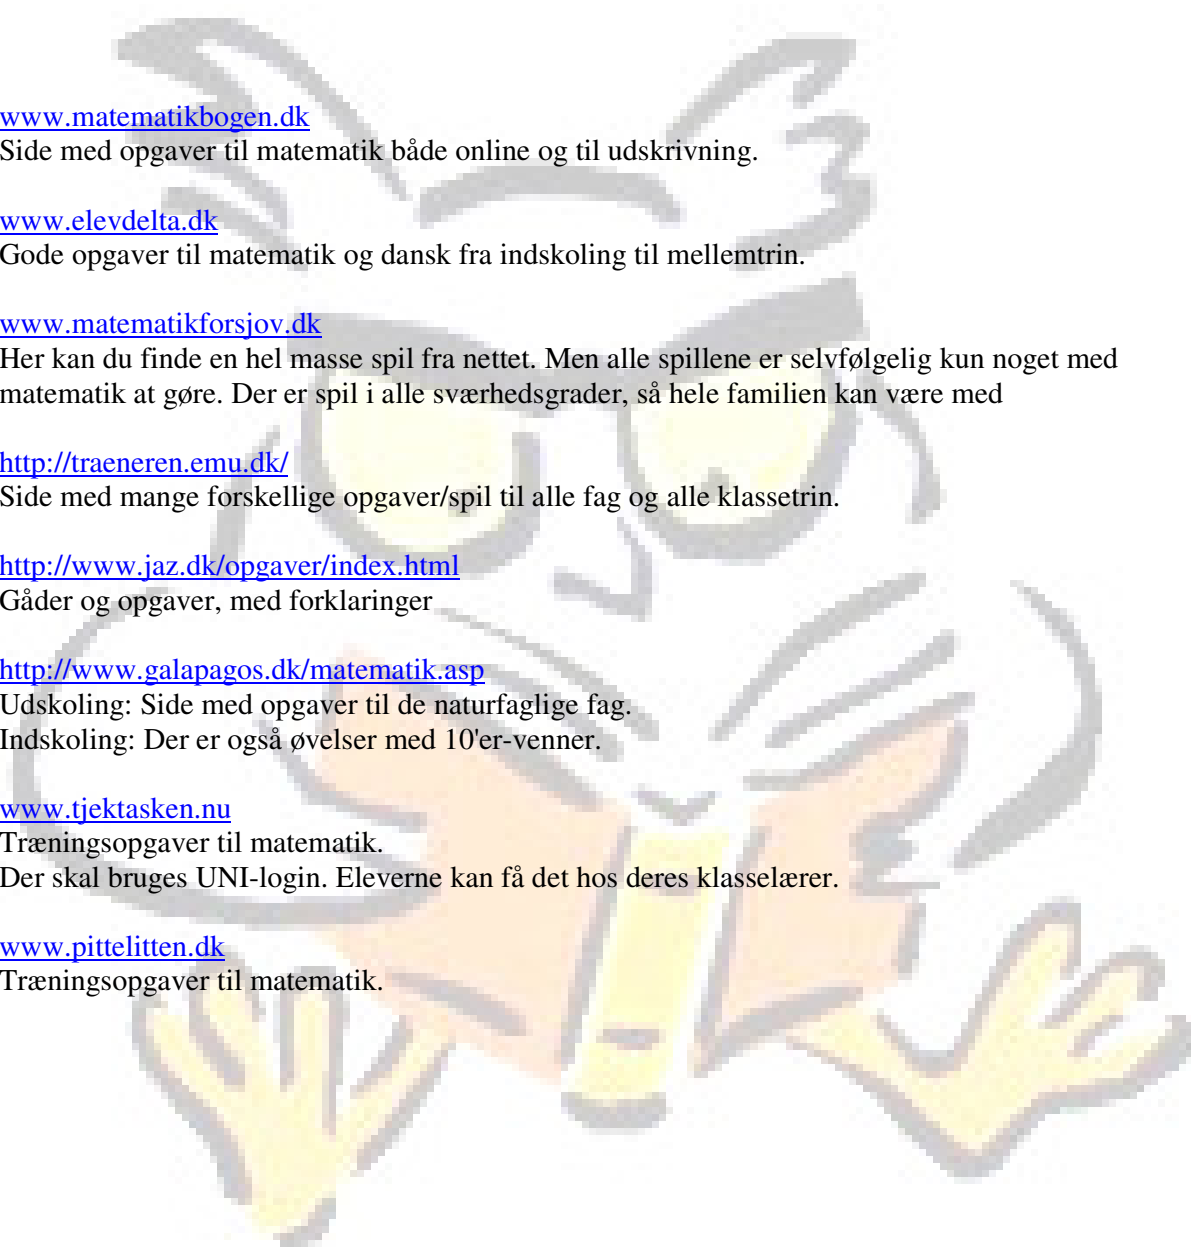 www.matematikbogen.dk
Side med opgaver til matematik både online og til udskrivning.
www.elevdelta.dk
Gode opgaver til matematik og dansk fra indskoling til mellemtrin.
www.matematikforsjov.dk
Her kan du finde en hel masse spil fra nettet. Men alle spillene er selvfølgelig kun noget med
matematik at gøre. Der er spil i alle sværhedsgrader, så hele familien kan være med
http://traeneren.emu.dk/
Side med mange forskellige opgaver/spil til alle fag og alle klassetrin.
http://www.jaz.dk/opgaver/index.html
Gåder og opgaver, med forklaringer
http://www.galapagos.dk/matematik.asp
Udskoling: Side med opgaver til de naturfaglige fag.
Indskoling: Der er også øvelser med 10'er-venner.
www.tjektasken.nu
Træningsopgaver til matematik.
Der skal bruges UNI-login. Eleverne kan få det hos deres klasselærer.
www.pittelitten.dk
Træningsopgaver til matematik.